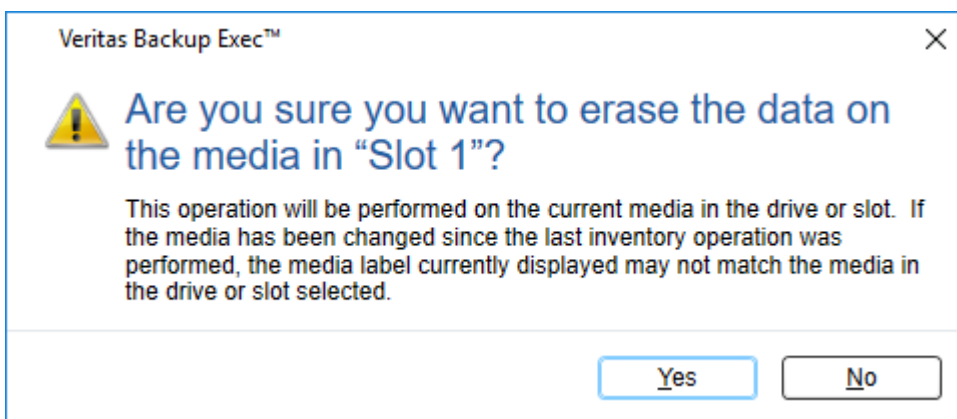 Veritas Backup Exec™
Are you sure you want to erase the data on
the media in “Slot 1”?
This operation will be performed on the current media in the drive or slot.  If
the media has been changed since the last inventory operation was
performed, the media label currently displayed may not match the media in
the drive or slot selected.
Yes
No